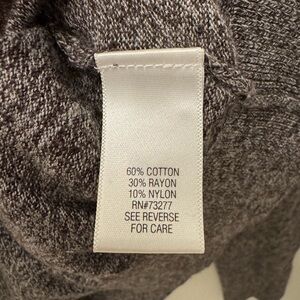 60% COTTON
30% RAYON
10% NYLON
RN#73277
SEE REVERSE
FOR CARE